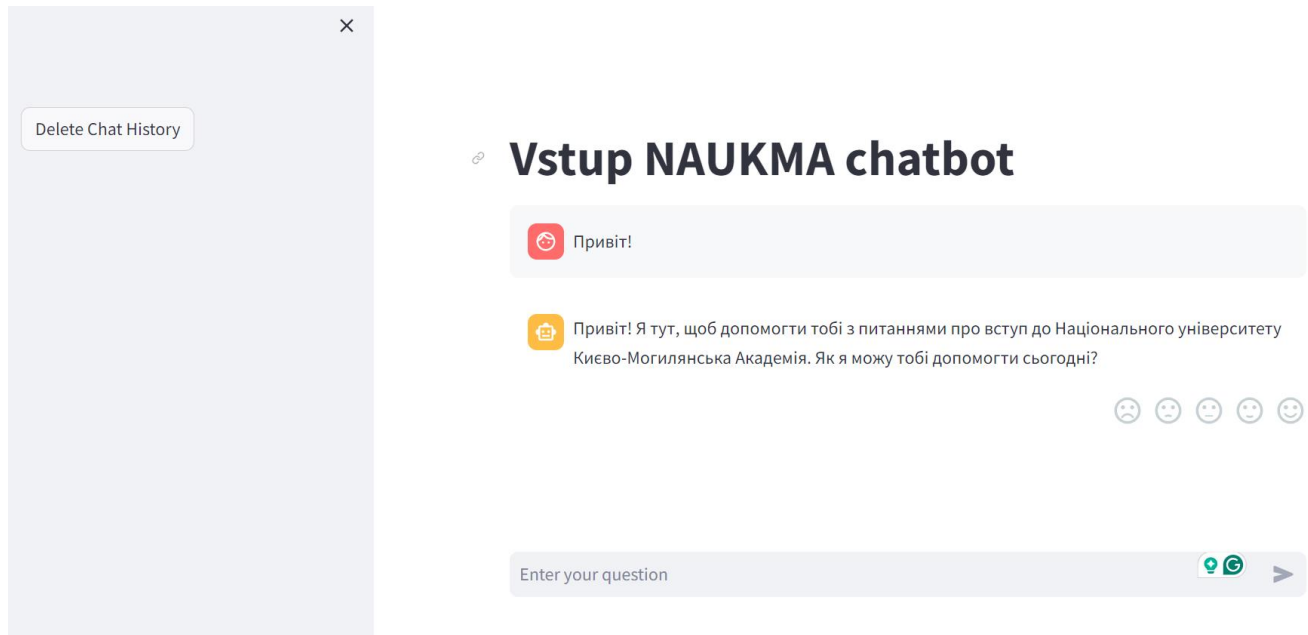 Delete Chat History
Vstup NAUKMA chatbot
Привіт!
Привіт! Я тут, щоб допомогти тобі з питаннями про вступ до Національного університету
Києво-Могилянська Академія. Як я можу тобі допомогти сьогодні?
Enter your question